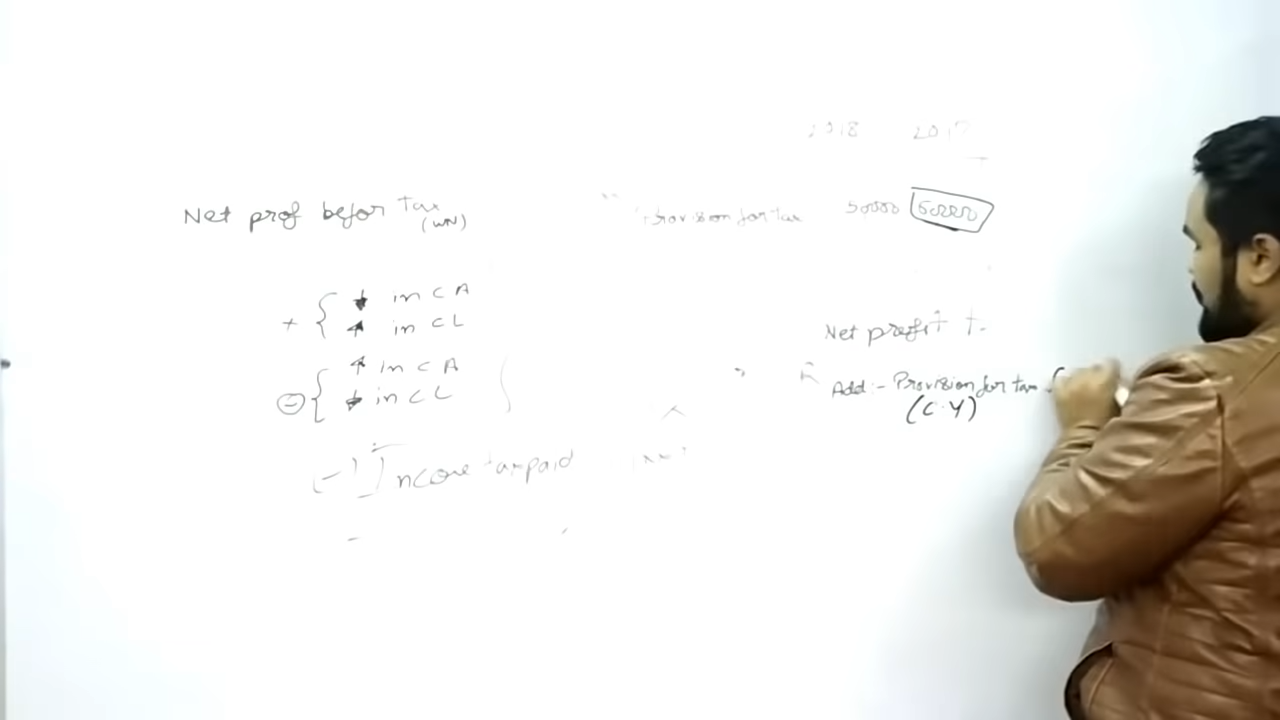 2018 2017
Net prof befor tax
(WN)
Provision for tax 50000 60000
+ { ↓ in C A
↑ in C L
⊖ { ↑ in C A
↓ in C L
Net profit
Add :- Provision for tax
(C.Y)
(-) Income tax paid